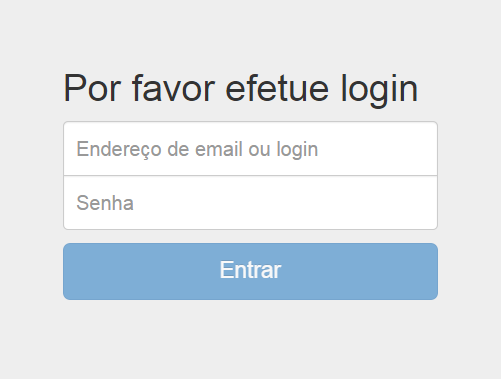 Por favor efetue login
Endereço de email ou login
Senha
Entrar